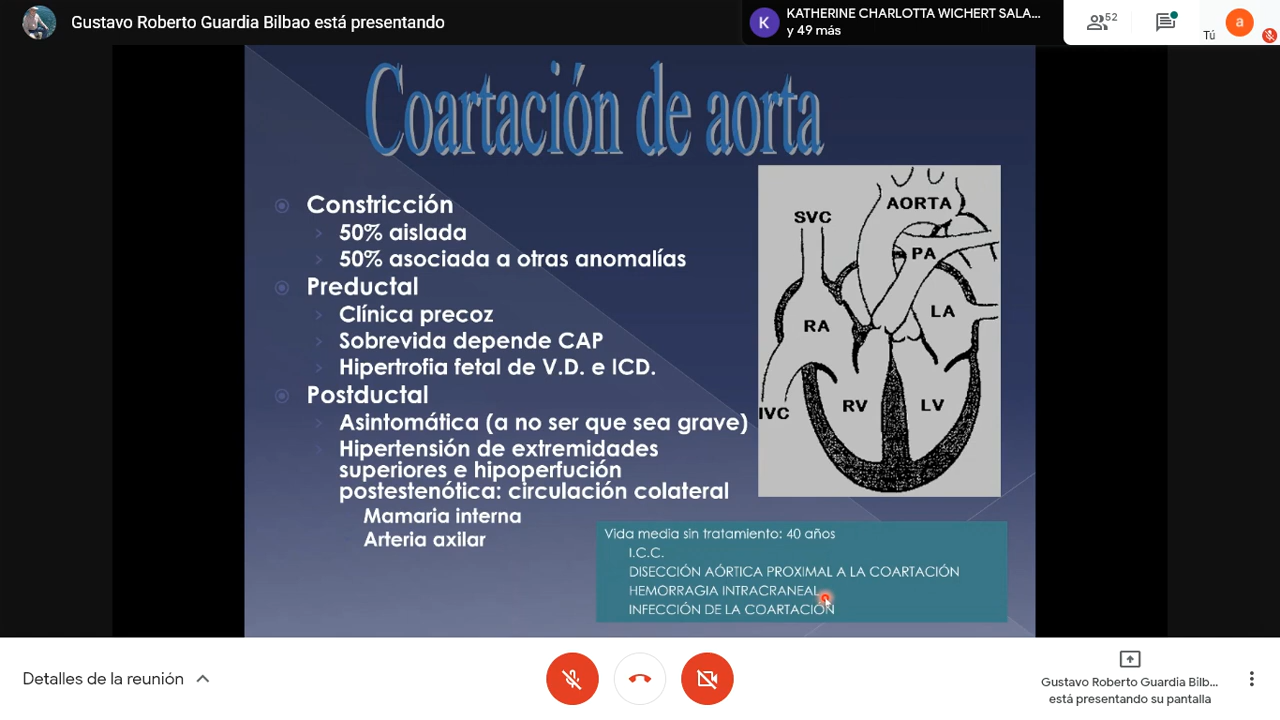 Gustavo Roberto Guardia Bilbao está presentando
K
KATHERINE CHARLOTTA WICHERT SALA...
y 49 más
52
Tú
a
Coartación de aorta
Constricción
50% aislada
50% asociada a otras anomalías
Preductal
Clínica precoz
Sobrevida depende CAP
Hipertrofia fetal de V.D. e ICD.
Postductal
Asintomática (a no ser que sea grave)
Hipertensión de extremidades
superiores e hipoperfución
postestenótica: circulación colateral
Mamaria interna
Arteria axilar
SVC
AORTA
PA
LA
RA
IVC
RV
LV
Vida media sin tratamiento: 40 años
I.C.C.
DISECCIÓN AÓRTICA PROXIMAL A LA COARTACIÓN
HEMORRAGIA INTRACRANEAL
INFECCIÓN DE LA COARTACIÓN
Detalles de la reunión
Gustavo Roberto Guardia Bilb...
está presentando su pantalla